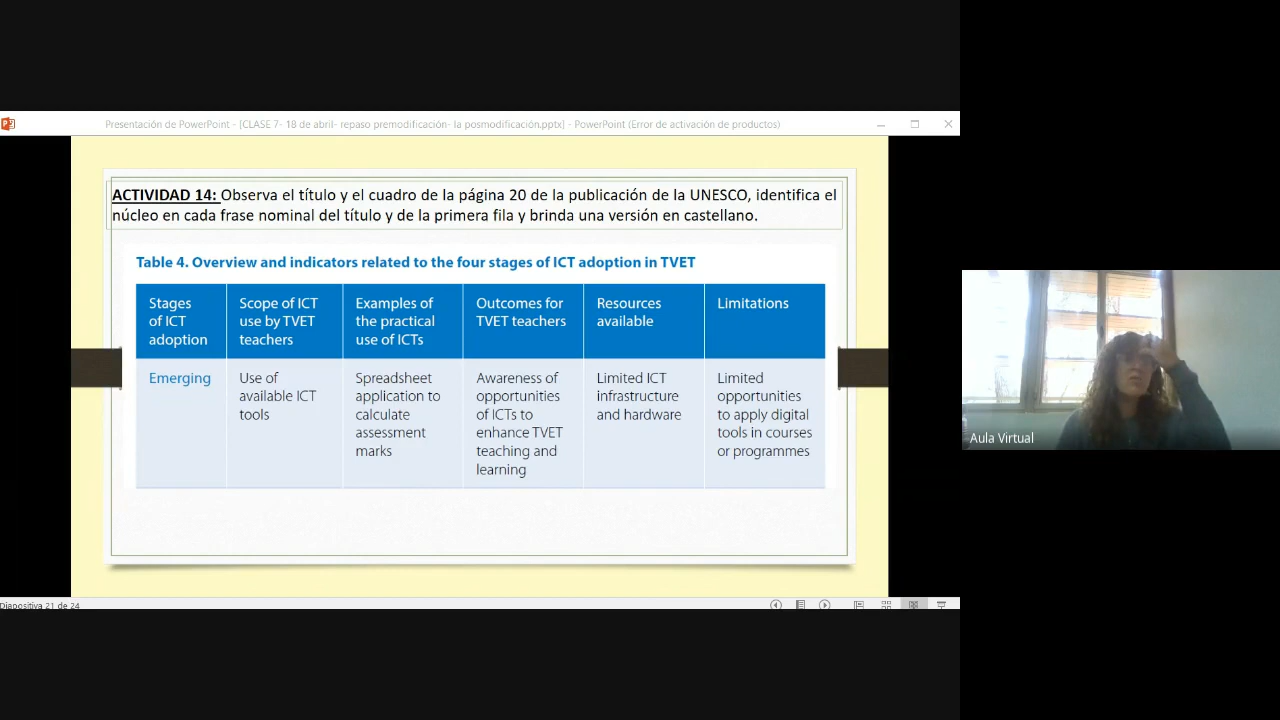 Presentación de PowerPoint - [CLASE 7- 18 de abril- repaso premodificación- la posmodificación.pptx] - PowerPoint (Error de activación de productos)
ACTIVIDAD 14: Observa el título y el cuadro de la página 20 de la publicación de la UNESCO, identifica el
núcleo en cada frase nominal del título y de la primera fila y brinda una versión en castellano.
Table 4. Overview and indicators related to the four stages of ICT adoption in TVET
Stages
of ICT
adoption
Scope of ICT
use by TVET
teachers
Examples of
the practical
use of ICTs
Outcomes for
TVET teachers
Resources
available
Limitations
Emerging
Use of
available ICT
tools
Spreadsheet
application to
calculate
assessment
marks
Awareness of
opportunities
of ICTs to
enhance TVET
teaching and
learning
Limited ICT
infrastructure
and hardware
Limited
opportunities
to apply digital
tools in courses
or programmes
Aula Virtual
Diapositiva 21 de 24